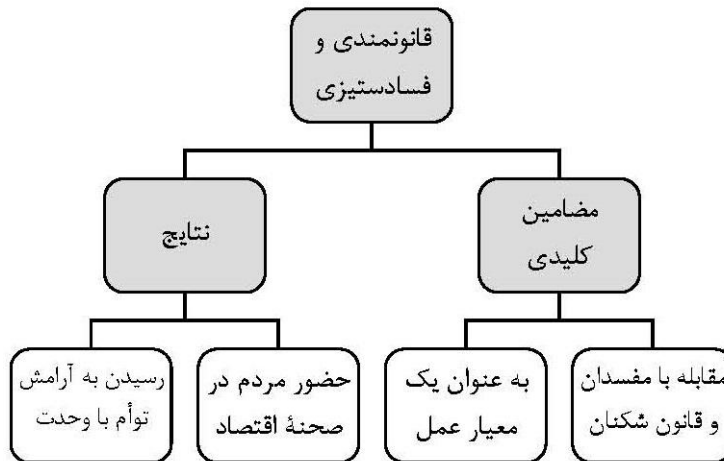 قانونمندی و
فسادستیزی
مضامین
کلیدی
نتایج
مقابله با مفسدان
و قانون شکنان
به عنوان یک
معیار عمل
حضور مردم در
صحنهٔ اقتصاد
رسیدن به آرامش
توأم با وحدت